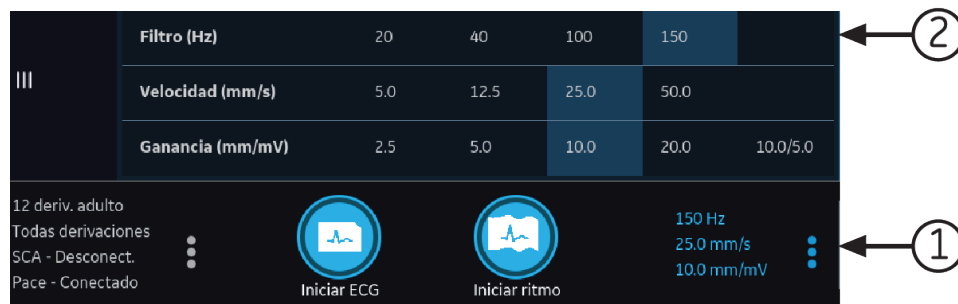 Filtro (Hz) 20 40 100 150
III
Velocidad (mm/s) 5.0 12.5 25.0 50.0
Ganancia (mm/mV) 2.5 5.0 10.0 20.0 10.0/5.0
12 deriv. adulto
Todas derivaciones
SCA - Desconect.
Pace - Conectado
Iniciar ECG
Iniciar ritmo
150 Hz
25.0 mm/s
10.0 mm/mV
2
1